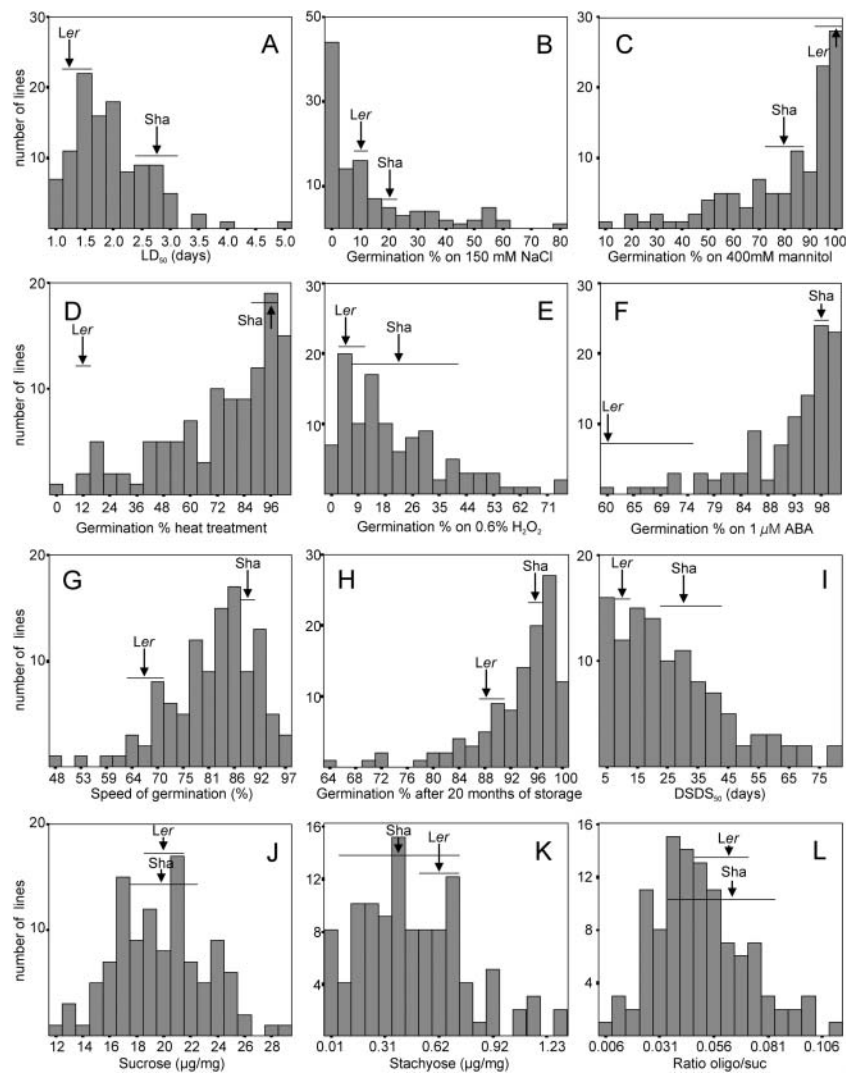 30 Ler A
20
10
Sha
number of lines
1.0 1.5 2.0 2.5 3.0 3.5 4.0 4.5 5.0
LD₅₀ (days)
50 B
30
10
Ler
Sha
0 10 20 30 40 50 60 70 80
Germination % on 150 mM NaCl
30 C
20
10
Ler
Sha
10 20 30 40 50 60 70 80 90 100
Germination % on 400mM mannitol
20 D
10
Ler
Sha
number of lines
0 12 24 36 48 60 72 84 96
Germination % heat treatment
30 E
20
10
Ler
Sha
0 9 18 26 36 44 53 62 71
Germination % on 0.6% H₂O₂
30 F
20
10
Sha
Ler
60 65 69 74 79 84 88 93 98
Germination % on 1 µM ABA
20 G
10
Sha
Ler
number of lines
48 53 59 64 70 75 81 86 92 97
Speed of germination (%)
30 H
20
10
Sha
Ler
64 68 72 76 80 84 88 92 96 100
Germination % after 20 months of storage
20 I
10
Ler
Sha
5 15 25 35 45 55 65 75
DSDS₅₀ (days)
20 J
10
Ler
Sha
number of lines
12 14 16 18 20 22 24 26 28
Sucrose (µg/mg)
16 K
12
8
4
Sha
Ler
0.01 0.31 0.62 0.92 1.23
Stachyose (µg/mg)
16 L
12
8
4
Ler
Sha
0.006 0.031 0.056 0.081 0.106
Ratio oligo/suc